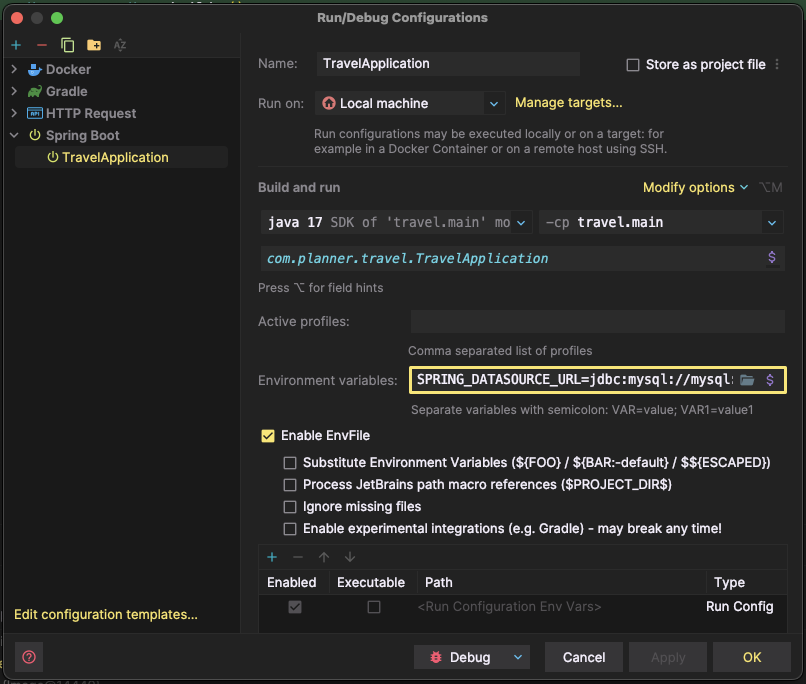 Run/Debug Configurations
Docker
Gradle
HTTP Request
Spring Boot
TravelApplication
Edit configuration templates...
Name: TravelApplication
Store as project file
Run on: Local machine
Manage targets...
Run configurations may be executed locally or on a target: for
example in a Docker Container or on a remote host using SSH.
Build and run
Modify options ⌥M
java 17 SDK of 'travel.main' mo
-cp travel.main
com.planner.travel.TravelApplication
Press ⌥ for field hints
Active profiles:
Comma separated list of profiles
Environment variables: SPRING_DATASOURCE_URL=jdbc:mysql://mysql:
Separate variables with semicolon: VAR=value; VAR1=value1
Enable EnvFile
Substitute Environment Variables (${FOO} / ${BAR:-default} / $${ESCAPED})
Process JetBrains path macro references ($PROJECT_DIR$)
Ignore missing files
Enable experimental integrations (e.g. Gradle) - may break any time!
Enabled Executable Path Type
<Run Configuration Env Vars> Run Config
Debug Cancel Apply OK